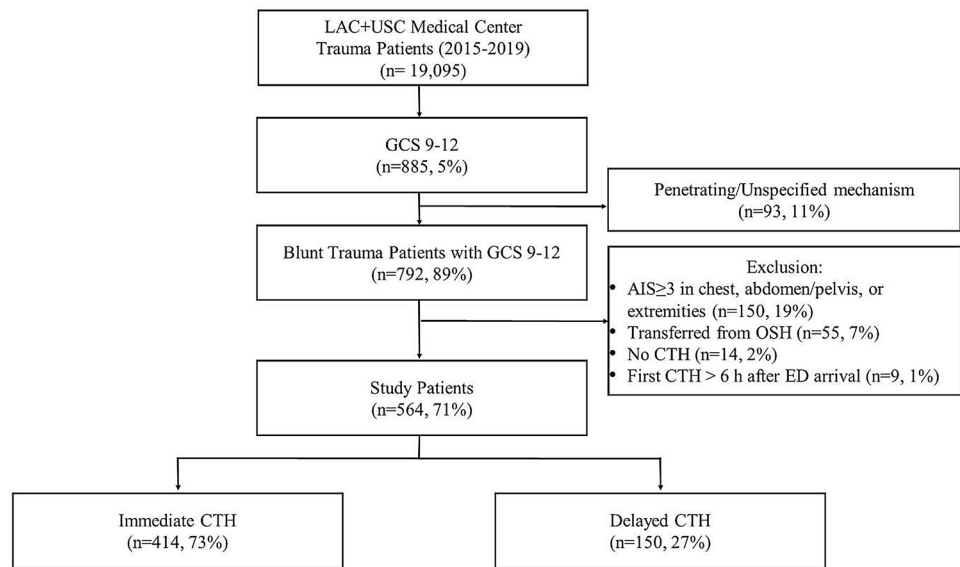 LAC+USC Medical Center
Trauma Patients (2015-2019)
(n= 19,095)
GCS 9-12
(n=885, 5%)
Penetrating/Unspecified mechanism
(n=93, 11%)
Blunt Trauma Patients with GCS 9-12
(n=792, 89%)
Exclusion:
• AIS≥3 in chest, abdomen/pelvis, or
extremities (n=150, 19%)
• Transferred from OSH (n=55, 7%)
• No CTH (n=14, 2%)
• First CTH > 6 h after ED arrival (n=9, 1%)
Study Patients
(n=564, 71%)
Immediate CTH
(n=414, 73%)
Delayed CTH
(n=150, 27%)